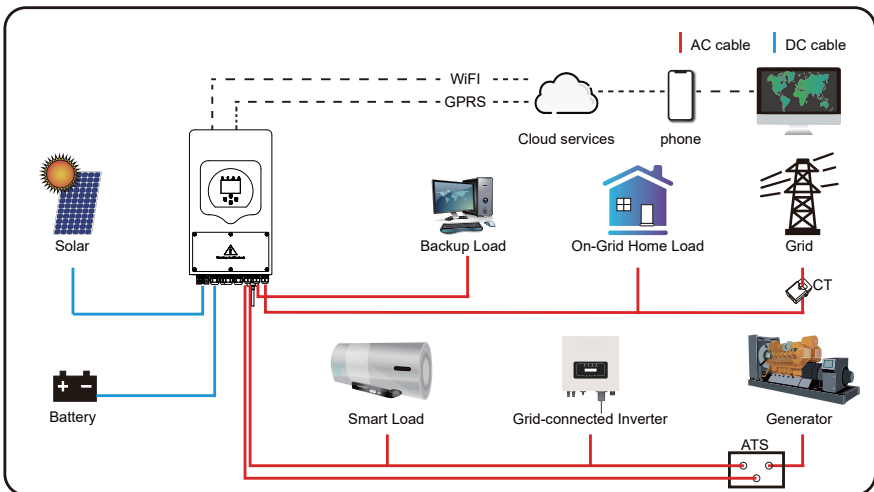 AC cable
DC cable
WiFI
GPRS
Cloud services
phone
Solar
Backup Load
On-Grid Home Load
Grid
CT
Battery
Smart Load
Grid-connected Inverter
Generator
ATS